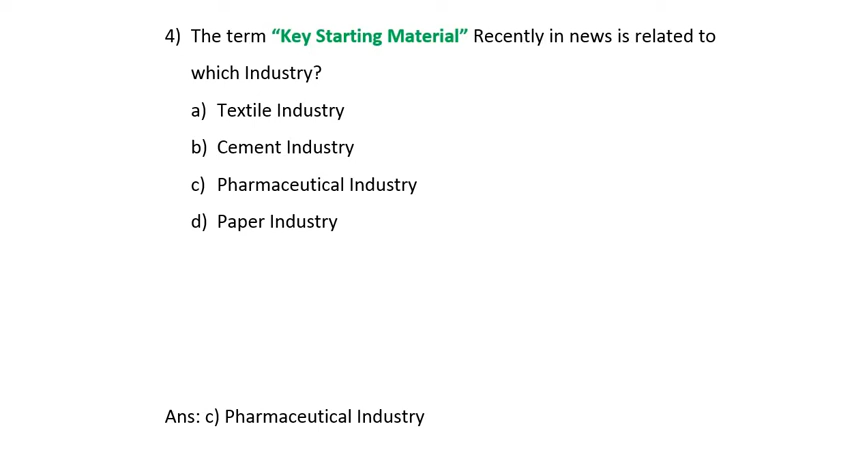 4) The term “Key Starting Material” Recently in news is related to
which Industry?
a) Textile Industry
b) Cement Industry
c) Pharmaceutical Industry
d) Paper Industry
Ans: c) Pharmaceutical Industry